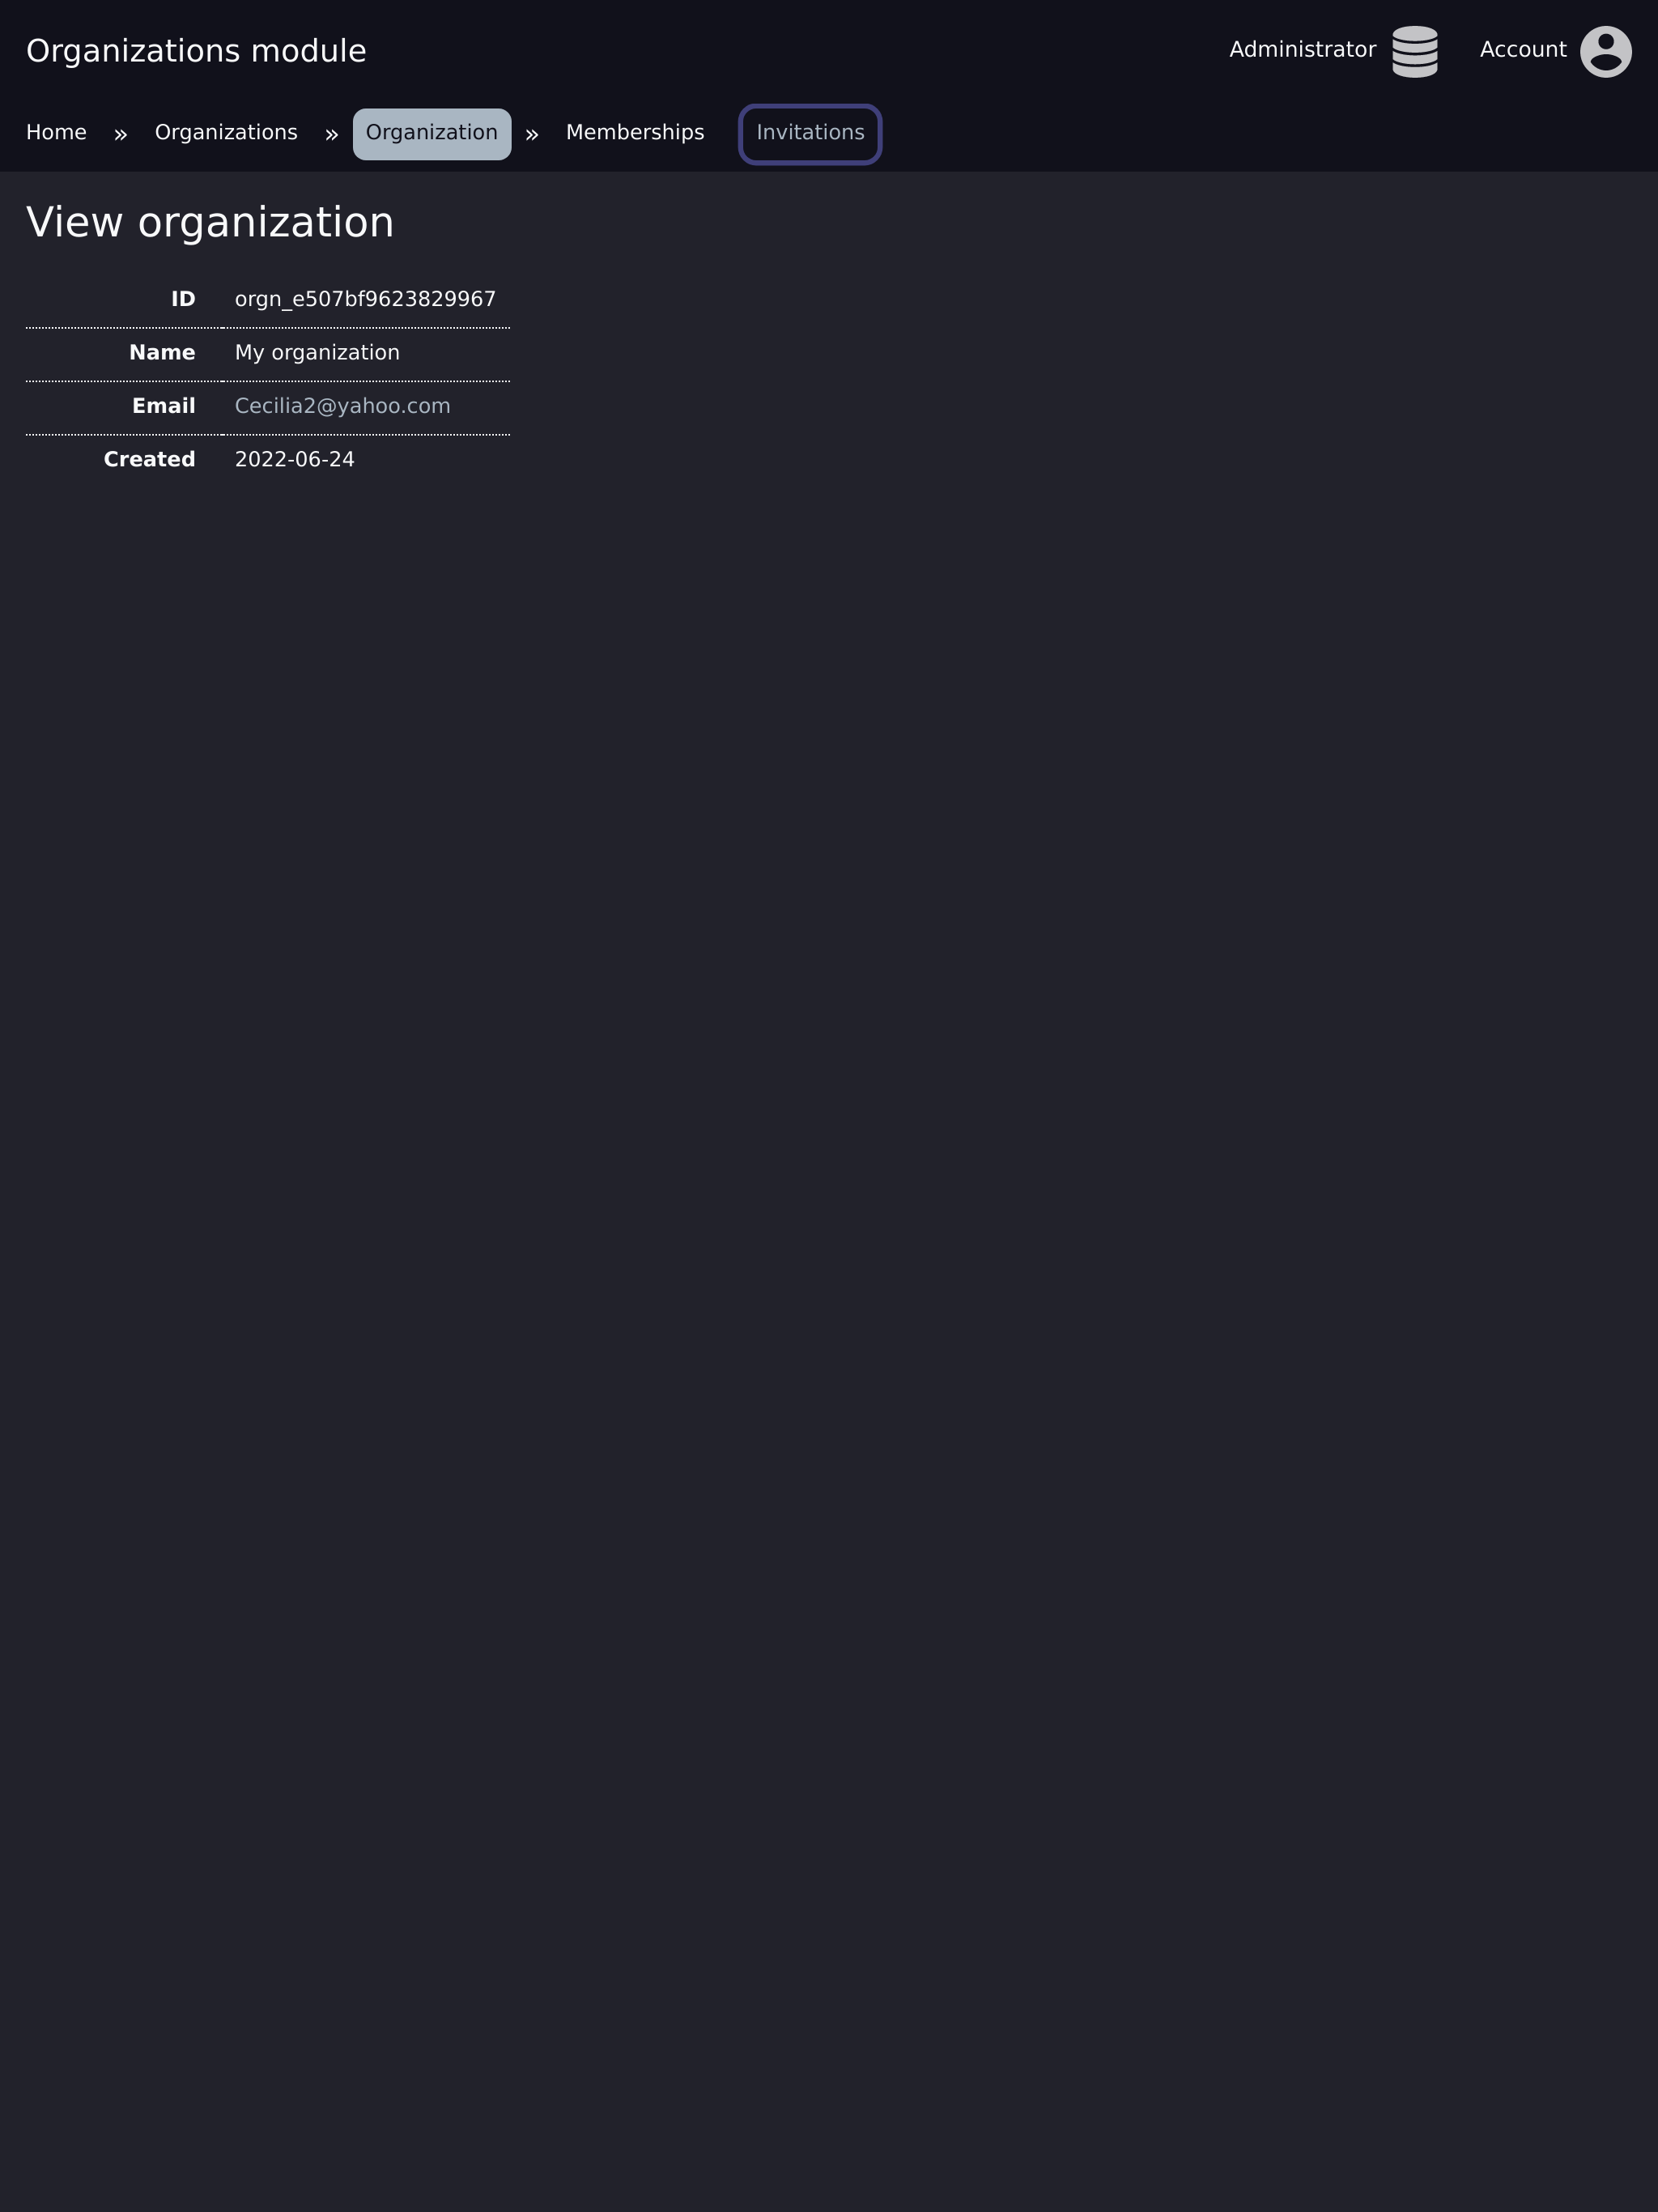 Organizations module
Administrator
Account
Home » Organizations » Organization » Memberships Invitations
View organization
ID orgn_e507bf9623829967
Name My organization
Email Cecilia2@yahoo.com
Created 2022-06-24